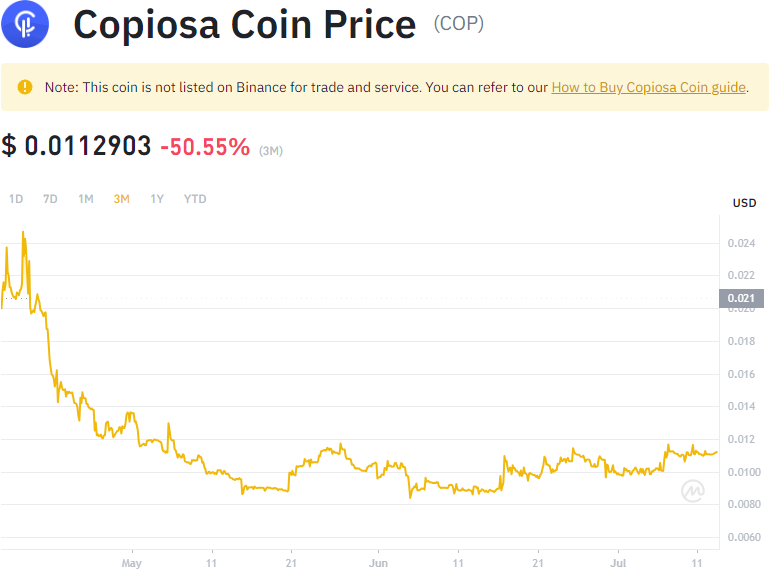 Copiosa Coin Price (COP)
Note: This coin is not listed on Binance for trade and service. You can refer to our How to Buy Copiosa Coin guide.
$ 0.0112903 -50.55% (3M)
1D 7D 1M 3M 1Y YTD
USD
0.024
0.022
0.021
0.020
0.018
0.016
0.014
0.012
0.0100
0.0080
0.0060
May 11 21 Jun 11 21 Jul 11